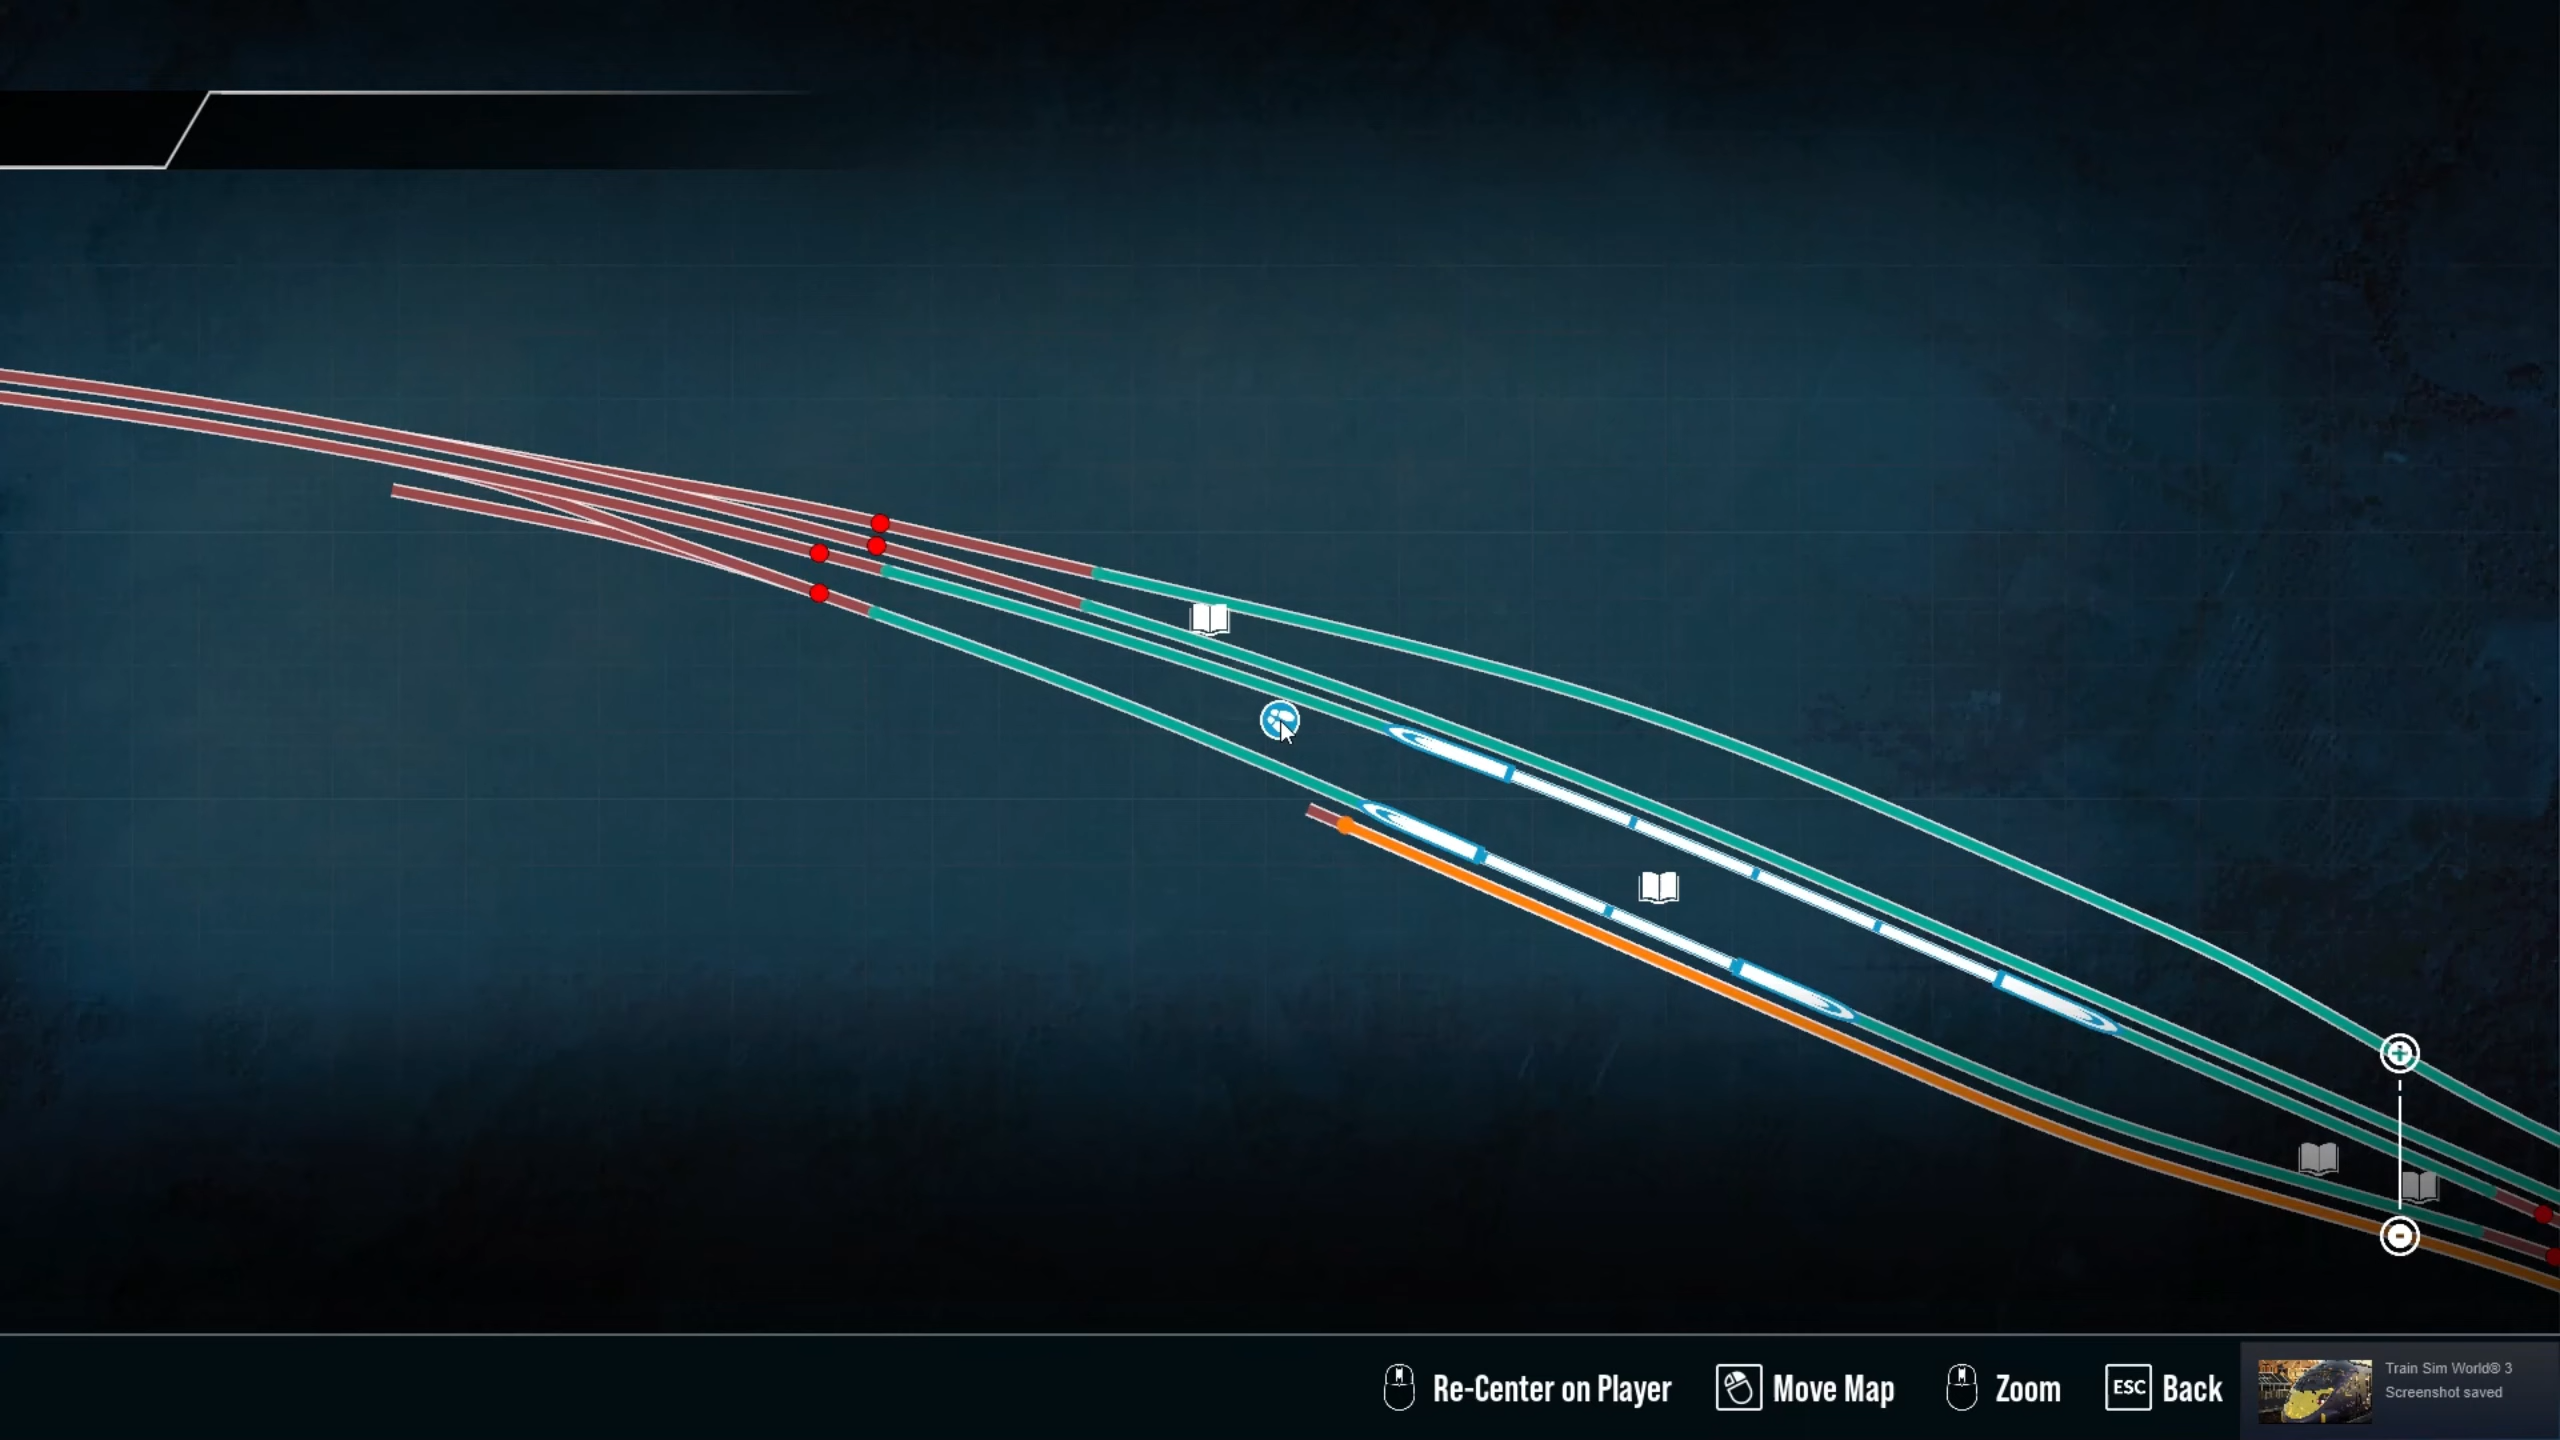 Re-Center on Player
Move Map
Zoom
ESC Back
Train Sim World® 3
Screenshot saved